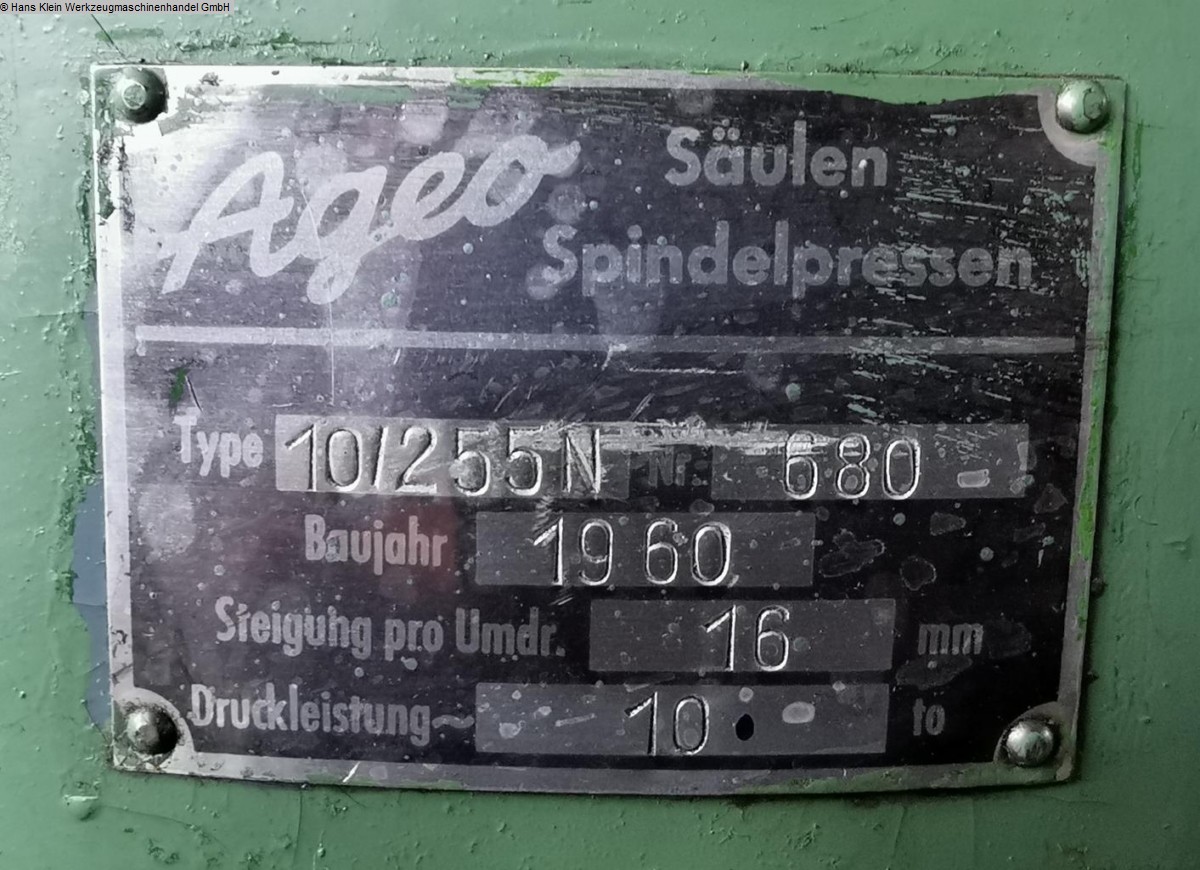 © Hans Klein Werkzeugmaschinenhandel GmbH
Ageo Säulen
Spindelpressen
Type 10/255N Nr.: 680
Baujahr 1960
Steigung pro Umdr. 16 mm
Druckleistung~ 10 to